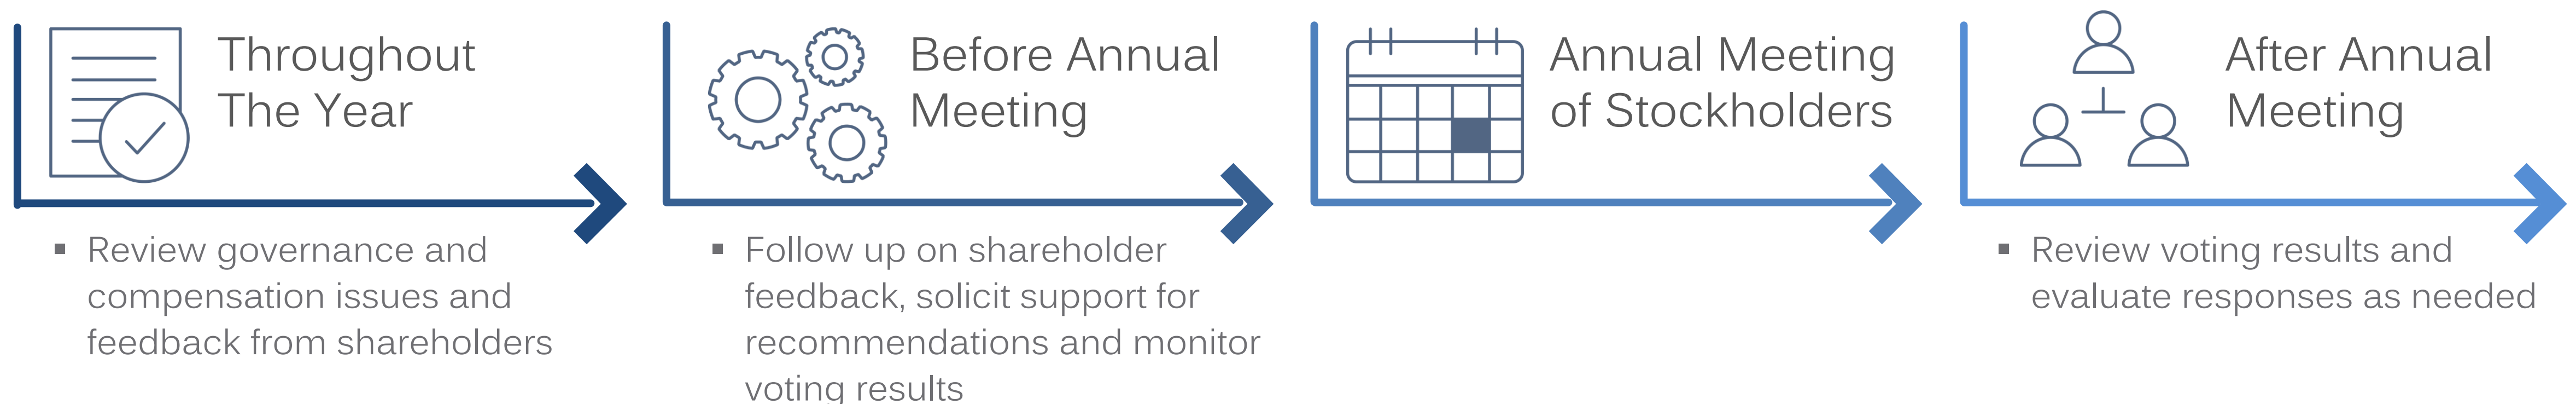 Throughout
The Year
▪ Review governance and
compensation issues and
feedback from shareholders
Before Annual
Meeting
▪ Follow up on shareholder
feedback, solicit support for
recommendations and monitor
voting results
Annual Meeting
of Stockholders
After Annual
Meeting
▪ Review voting results and
evaluate responses as needed